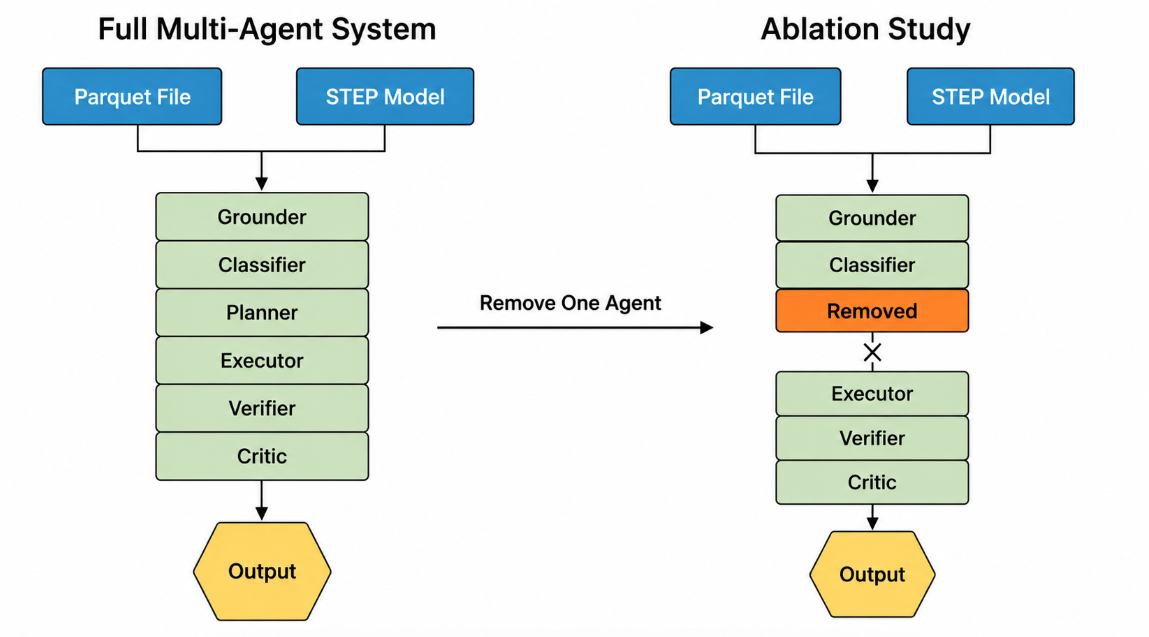 Full Multi-Agent System
Parquet File
STEP Model
Grounder
Classifier
Planner
Executor
Verifier
Critic
Output
Remove One Agent
Ablation Study
Parquet File
STEP Model
Grounder
Classifier
Removed
Executor
Verifier
Critic
Output